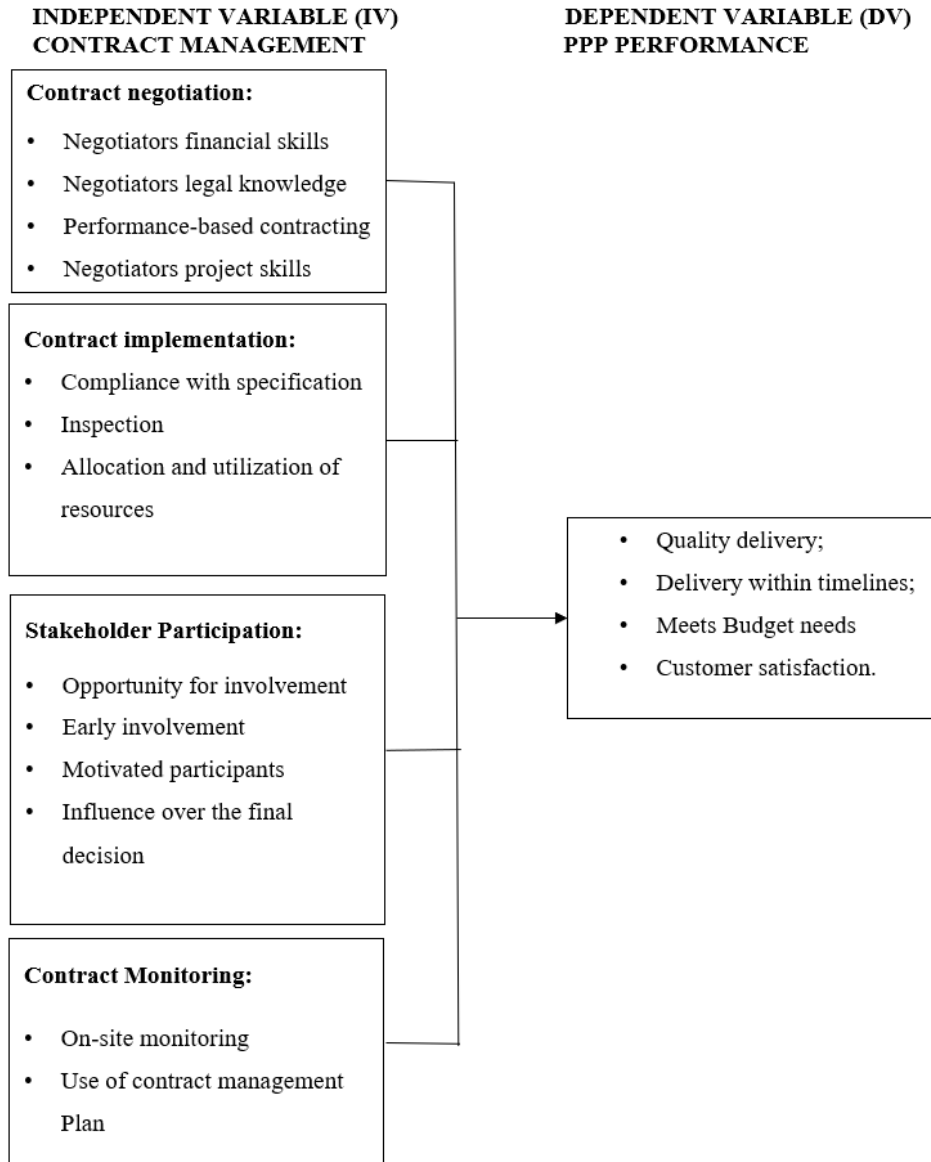 INDEPENDENT VARIABLE (IV)
CONTRACT MANAGEMENT
DEPENDENT VARIABLE (DV)
PPP PERFORMANCE
Contract negotiation:
• Negotiators financial skills
• Negotiators legal knowledge
• Performance-based contracting
• Negotiators project skills
Contract implementation:
• Compliance with specification
• Inspection
• Allocation and utilization of
resources
Stakeholder Participation:
• Opportunity for involvement
• Early involvement
• Motivated participants
• Influence over the final
decision
Contract Monitoring:
• On-site monitoring
• Use of contract management
Plan
• Quality delivery;
• Delivery within timelines;
• Meets Budget needs
• Customer satisfaction.